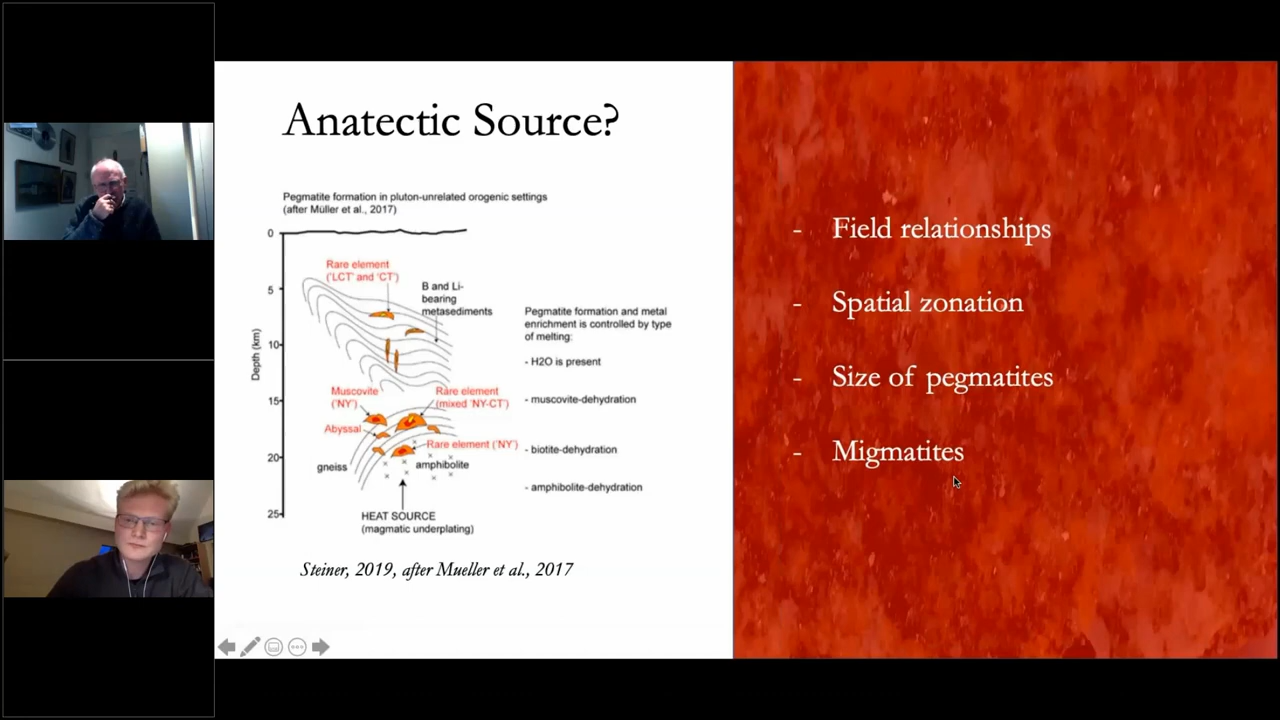 Anatectic Source?
Pegmatite formation in pluton-unrelated orogenic settings
(after Müller et al., 2017)
0
5
10
15
20
25
Depth (km)
Rare element
('LCT' and 'CT')
B and Li-
bearing
metasediments
Muscovite
('NY')
Rare element
(mixed 'NY-CT')
Abyssal
Rare element ('NY')
gneiss
amphibolite
HEAT SOURCE
(magmatic underplating)
Pegmatite formation and metal
enrichment is controlled by type
of melting:
- H2O is present
- muscovite-dehydration
- biotite-dehydration
- amphibolite-dehydration
Steiner, 2019, after Mueller et al., 2017
- Field relationships
- Spatial zonation
- Size of pegmatites
- Migmatites